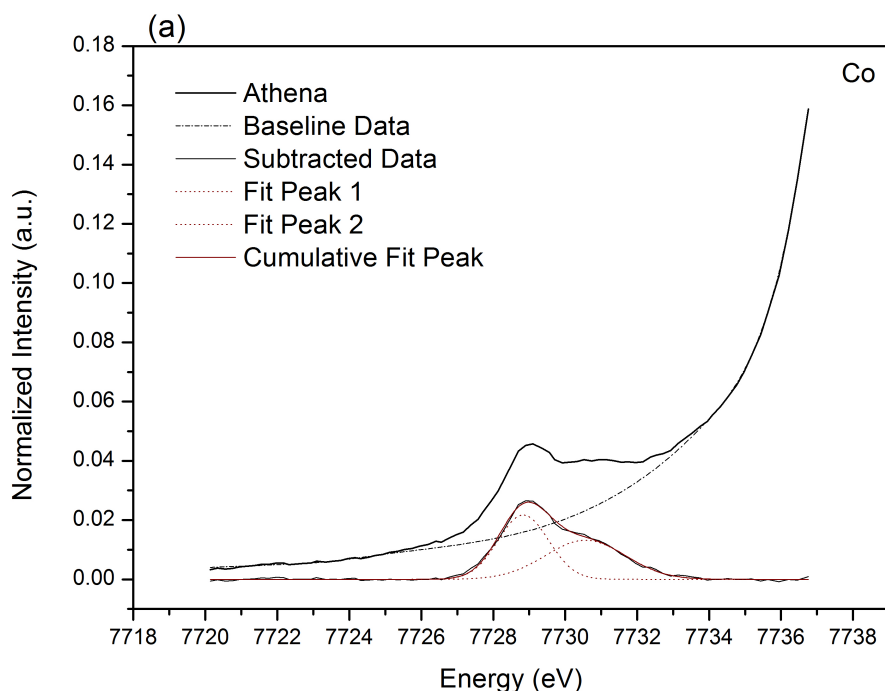 (a)
Co
Athena
Baseline Data
Subtracted Data
Fit Peak 1
Fit Peak 2
Cumulative Fit Peak
Normalized Intensity (a.u.)
0.18
0.16
0.14
0.12
0.10
0.08
0.06
0.04
0.02
0.00
7718 7720 7722 7724 7726 7728 7730 7732 7734 7736 7738
Energy (eV)